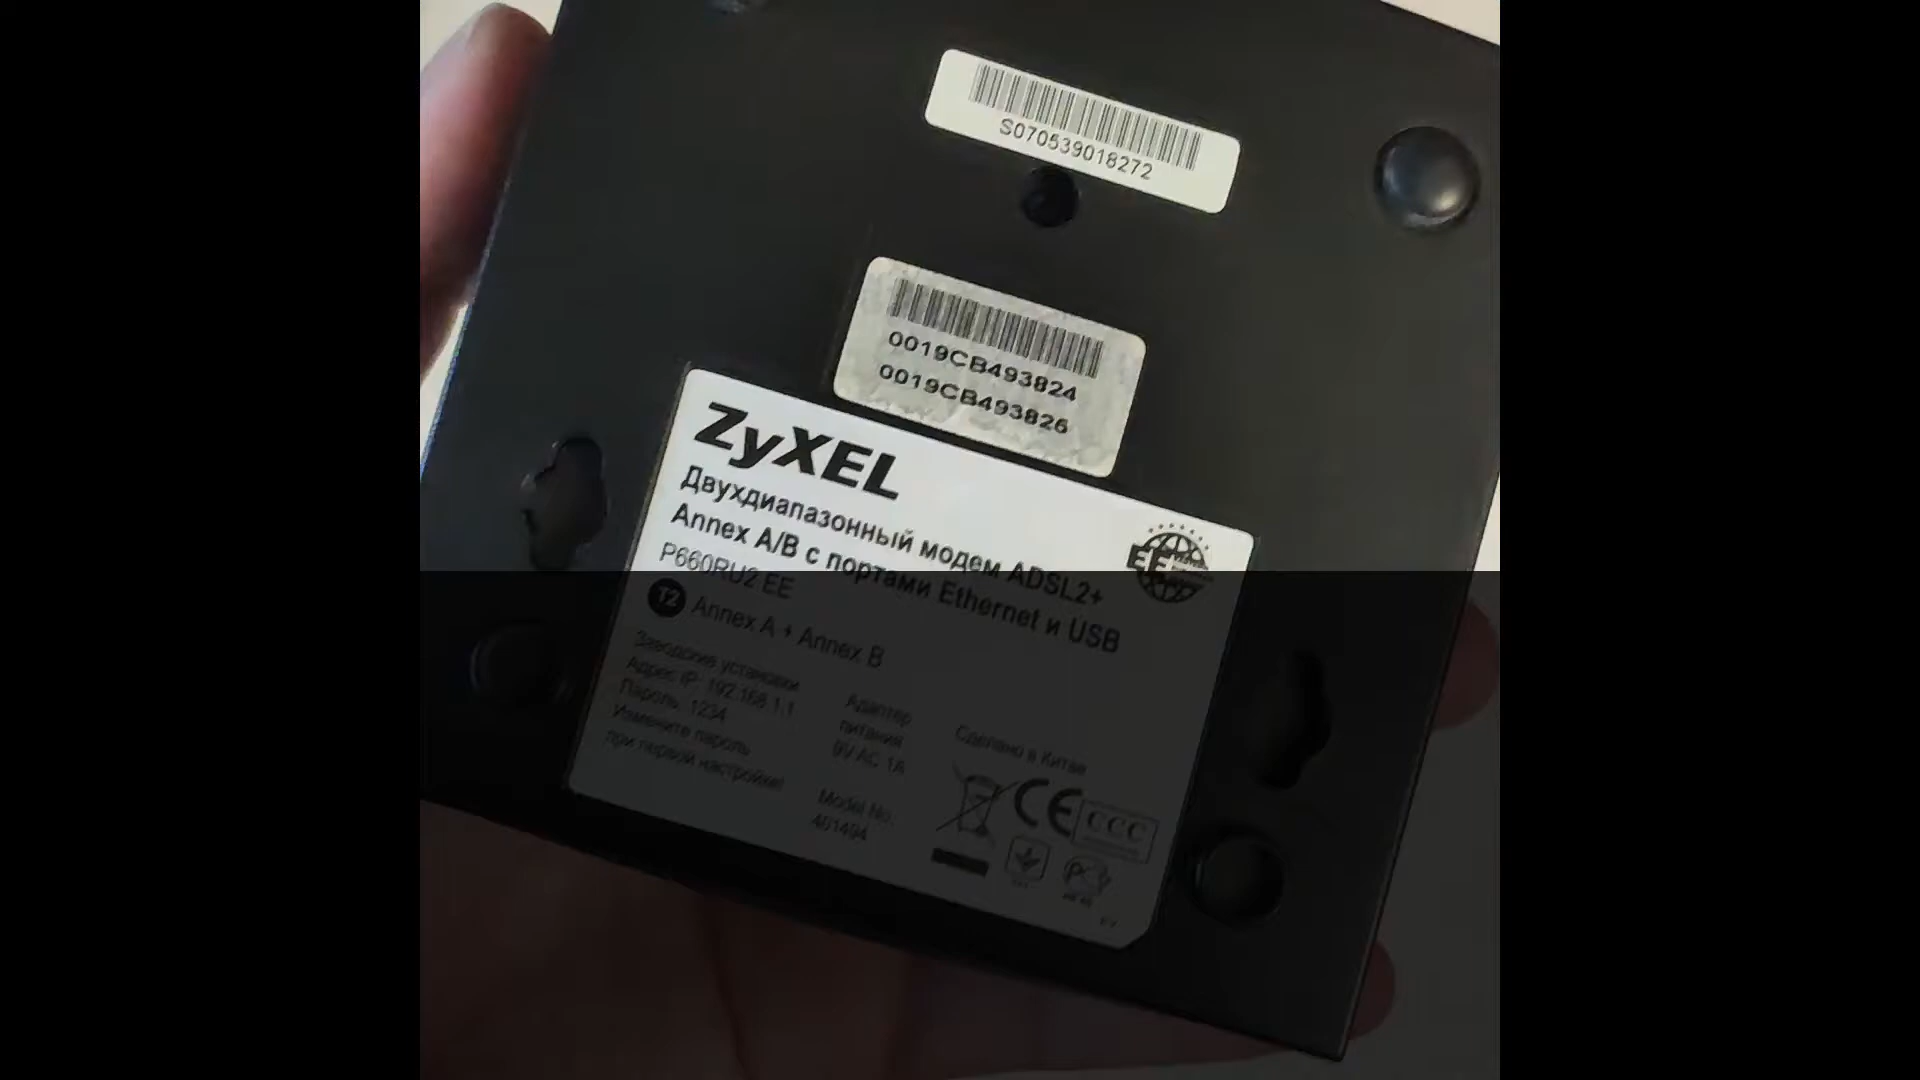 S070539018272
0019CB493824
0019CB493826
ZyXEL
Двухдиапазонный модем ADSL2+
Annex A/B с портами Ethernet и USB
P660RU2 EE
T2 Annex A + Annex B
Заводские установки
Адрес IP: 192.168.1.1
Пароль: 1234
Измените пароль
при первой настройке!
Адаптер
питания
9V AC 1A
Model No.
401494
Сделано в Китае
EE
CE
CCC